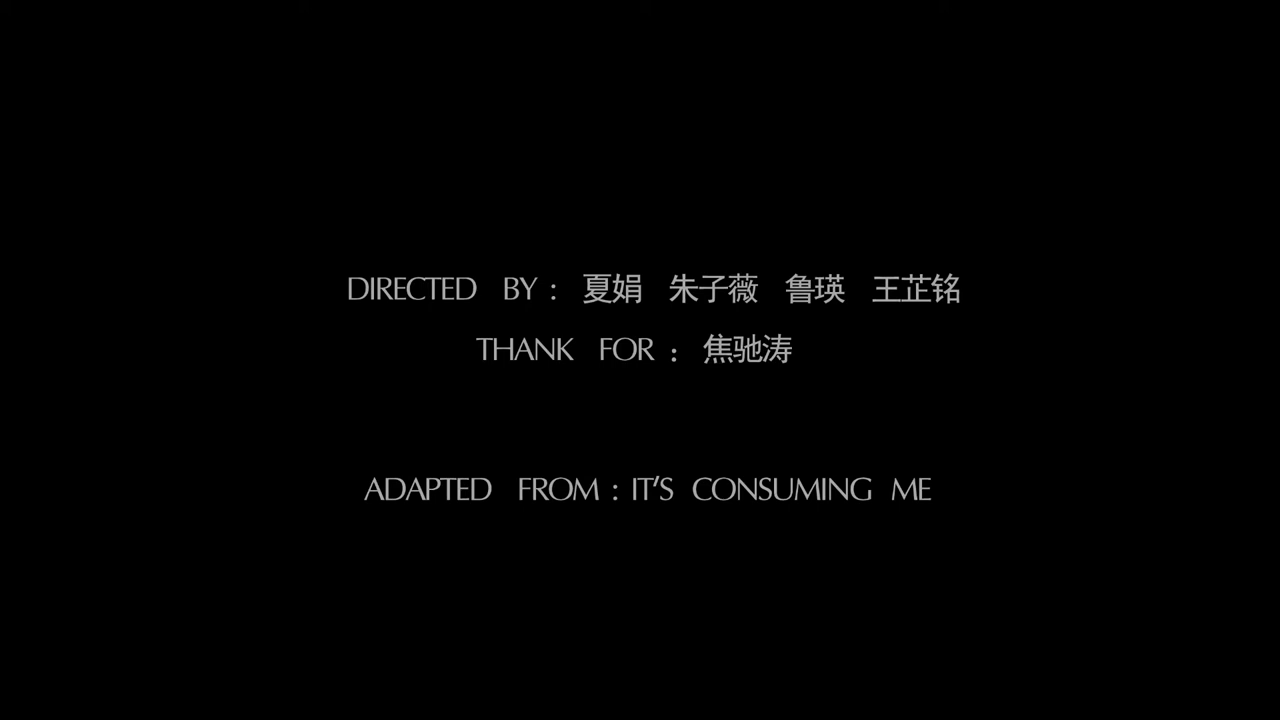 DIRECTED BY : 夏娟 朱子薇 鲁瑛 王芷铭
THANK FOR : 焦驰涛
ADAPTED FROM : IT'S CONSUMING ME